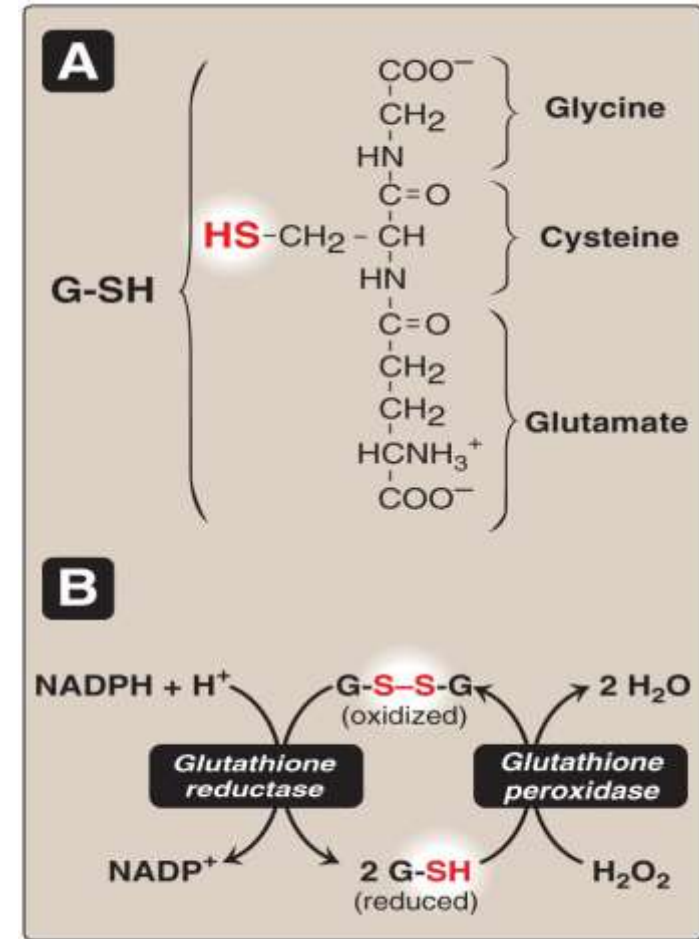 A
COO⁻
CH₂
Glycine
HN
C=O
HS-CH₂-CH
Cysteine
HN
G-SH
C=O
CH₂
CH₂
Glutamate
HCNH₃⁺
COO⁻
B
NADPH + H⁺
G-S-S-G
2 H₂O
(oxidized)
Glutathione
reductase
Glutathione
peroxidase
NADP⁺
2 G-SH
H₂O₂
(reduced)